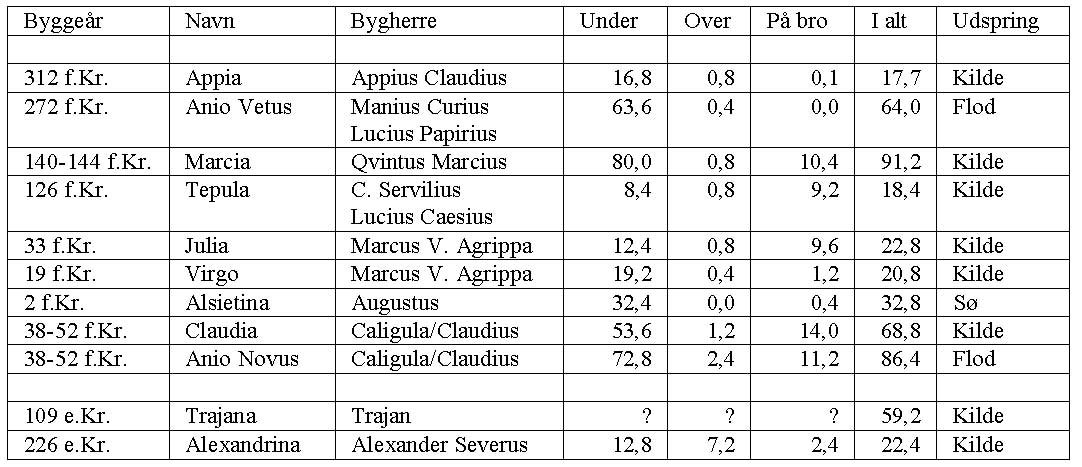 Byggeår Navn Bygherre Under Over På bro I alt Udspring
312 f.Kr. Appia Appius Claudius 16,8 0,8 0,1 17,7 Kilde
272 f.Kr. Anio Vetus Manius Curius 63,6 0,4 0,0 64,0 Flod
Lucius Papirius
140-144 f.Kr. Marcia Qvintus Marcius 80,0 0,8 10,4 91,2 Kilde
126 f.Kr. Tepula C. Servilius 8,4 0,8 9,2 18,4 Kilde
Lucius Caesius
33 f.Kr. Julia Marcus V. Agrippa 12,4 0,8 9,6 22,8 Kilde
19 f.Kr. Virgo Marcus V. Agrippa 19,2 0,4 1,2 20,8 Kilde
2 f.Kr. Alsietina Augustus 32,4 0,0 0,4 32,8 Sø
38-52 f.Kr. Claudia Caligula/Claudius 53,6 1,2 14,0 68,8 Kilde
38-52 f.Kr. Anio Novus Caligula/Claudius 72,8 2,4 11,2 86,4 Flod
109 e.Kr. Trajana Trajan ? ? ? 59,2 Kilde
226 e.Kr. Alexandrina Alexander Severus 12,8 7,2 2,4 22,4 Kilde